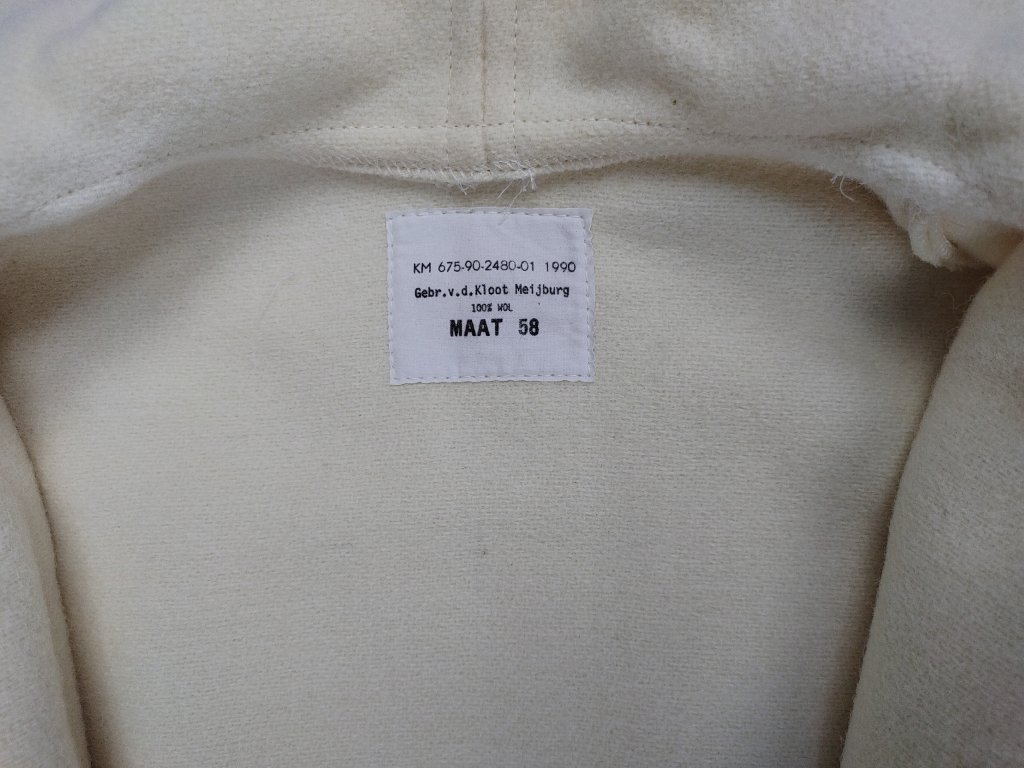 KM 675-90-2480-01 1990
Gebr.v.d.Kloot Meijburg
100% WOL
MAAT 58